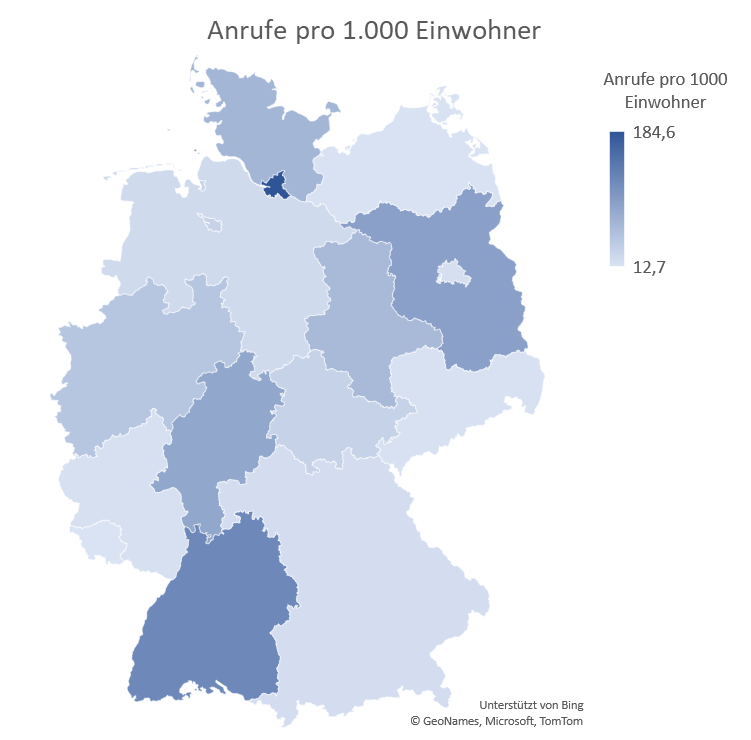 Anrufe pro 1.000 Einwohner
Anrufe pro 1000
Einwohner
184,6
12,7
Unterstützt von Bing
© GeoNames, Microsoft, TomTom